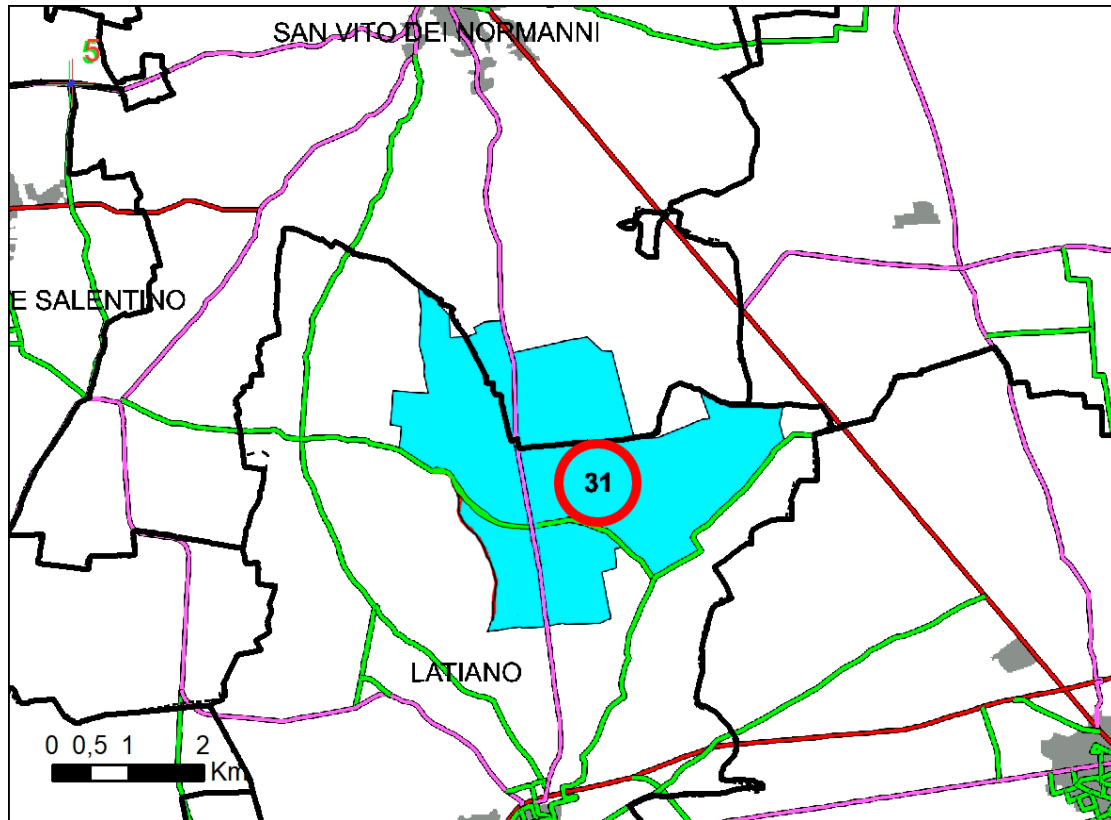 SAN VITO DEI NORMANNI
5
E SALENTINO
31
LATIANO
0 0,5 1 2
Km